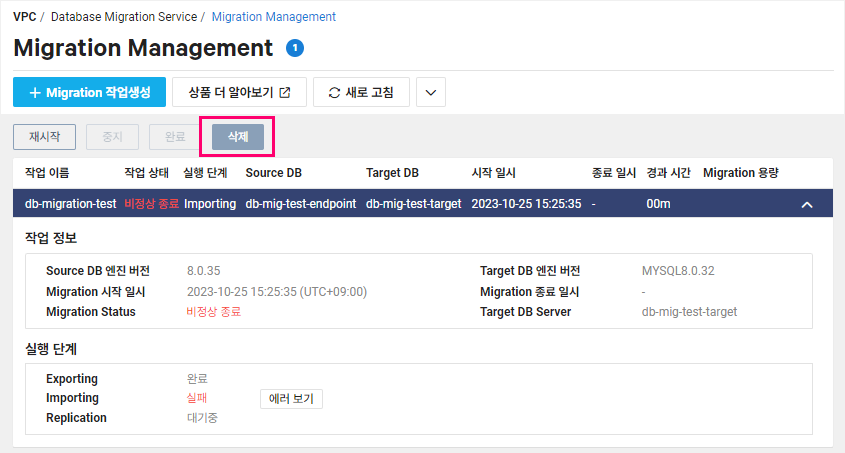 VPC / Database Migration Service / Migration Management
Migration Management 1
+ Migration 작업생성 상품 더 알아보기 새로 고침
재시작 중지 완료 삭제
작업 이름 작업 상태 실행 단계 Source DB Target DB 시작 일시 종료 일시 경과 시간 Migration 용량
db-migration-test 비정상 종료 Importing db-mig-test-endpoint db-mig-test-target 2023-10-25 15:25:35 - 00m
작업 정보
Source DB 엔진 버전 8.0.35 Target DB 엔진 버전 MYSQL8.0.32
Migration 시작 일시 2023-10-25 15:25:35 (UTC+09:00) Migration 종료 일시 -
Migration Status 비정상 종료 Target DB Server db-mig-test-target
실행 단계
Exporting 완료
Importing 실패 에러 보기
Replication 대기중